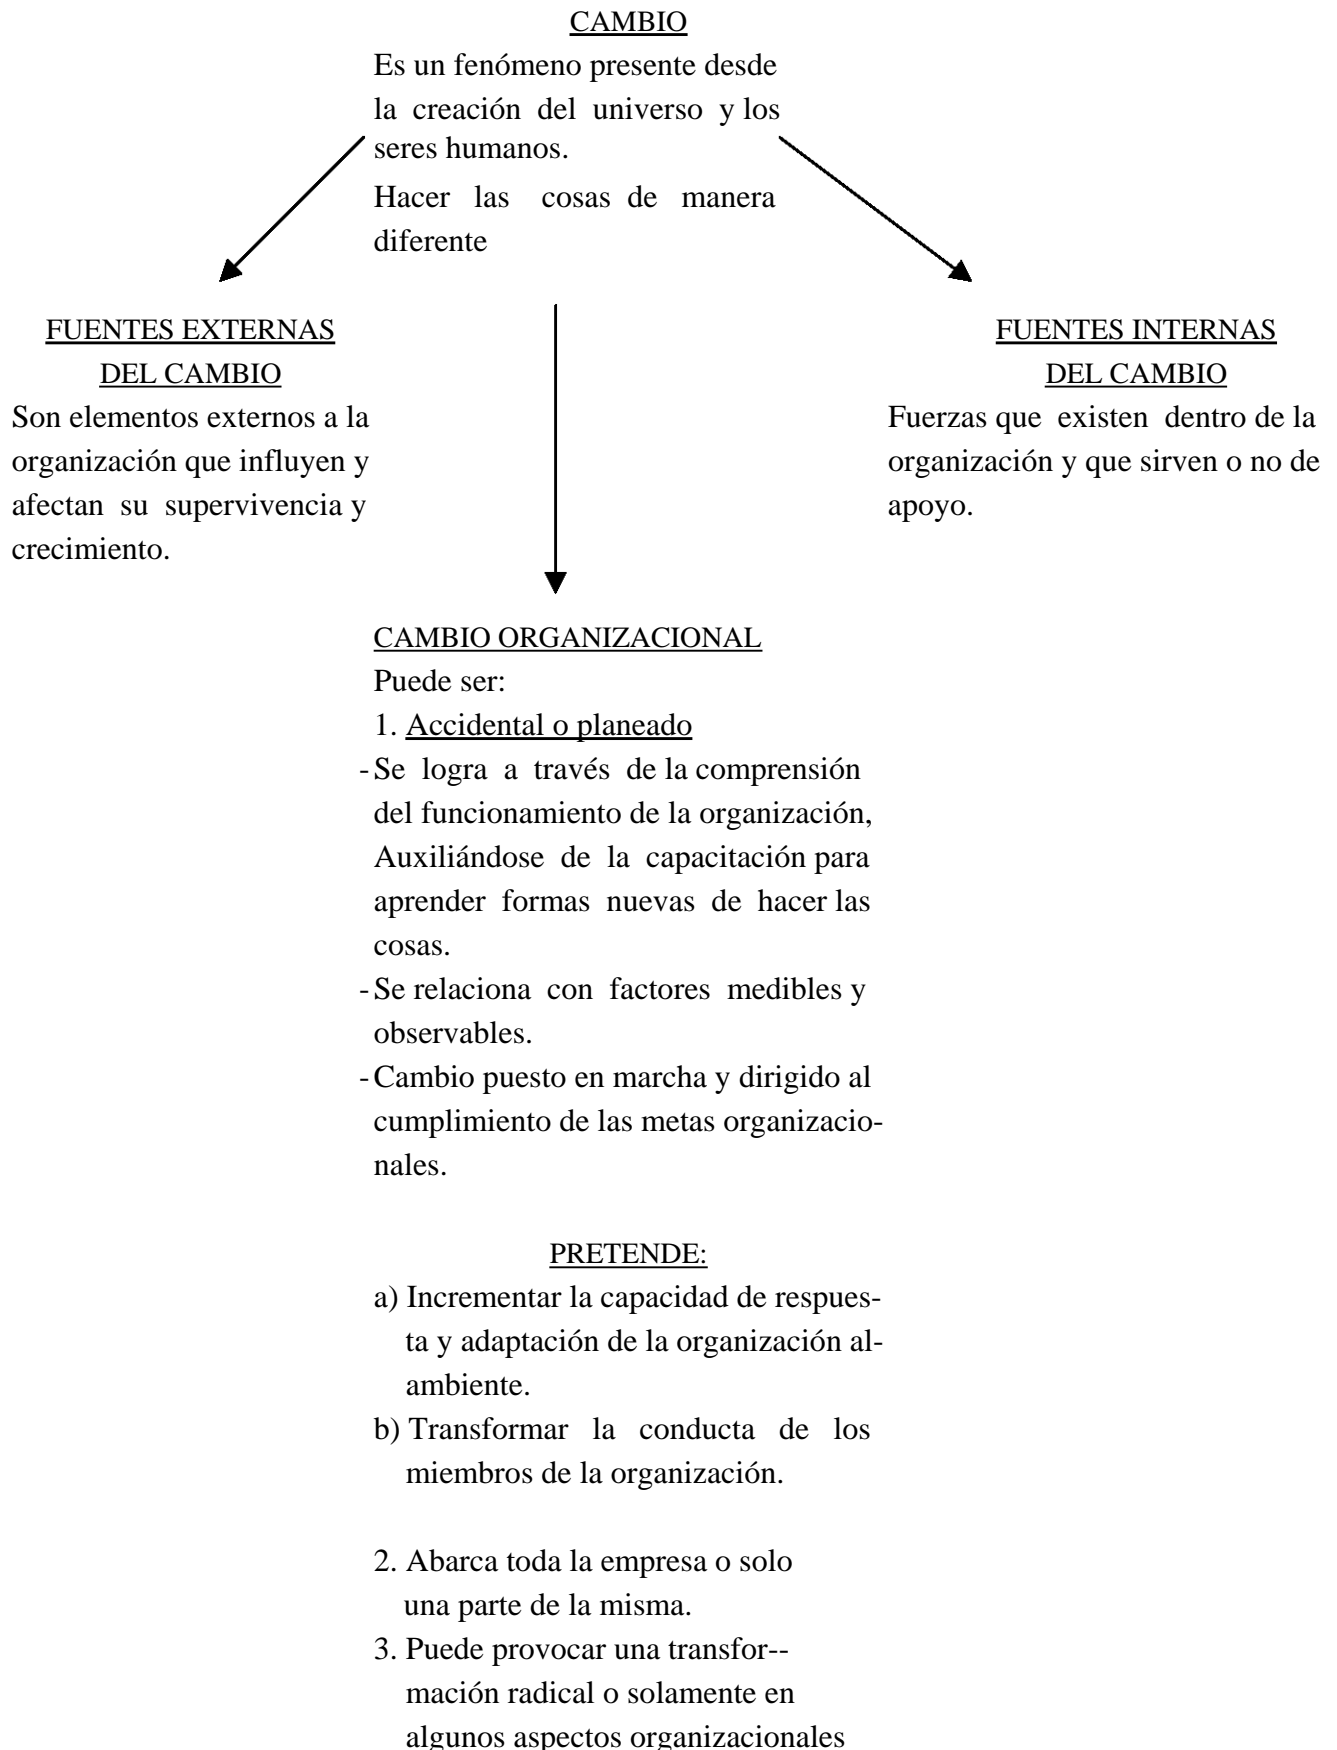 CAMBIO
Es un fenómeno presente desde
la creación del universo y los
seres humanos.
Hacer las cosas de manera
diferente
FUENTES EXTERNAS
DEL CAMBIO
Son elementos externos a la
organización que influyen y
afectan su supervivencia y
crecimiento.
FUENTES INTERNAS
DEL CAMBIO
Fuerzas que existen dentro de la
organización y que sirven o no de
apoyo.
CAMBIO ORGANIZACIONAL
Puede ser:
1. Accidental o planeado
- Se logra a través de la comprensión
del funcionamiento de la organización,
Auxiliándose de la capacitación para
aprender formas nuevas de hacer las
cosas.
- Se relaciona con factores medibles y
observables.
- Cambio puesto en marcha y dirigido al
cumplimiento de las metas organizacio-
nales.
PRETENDE:
a) Incrementar la capacidad de respues-
ta y adaptación de la organización al-
ambiente.
b) Transformar la conducta de los
miembros de la organización.
2. Abarca toda la empresa o solo
una parte de la misma.
3. Puede provocar una transfor--
mación radical o solamente en
algunos aspectos organizacionales